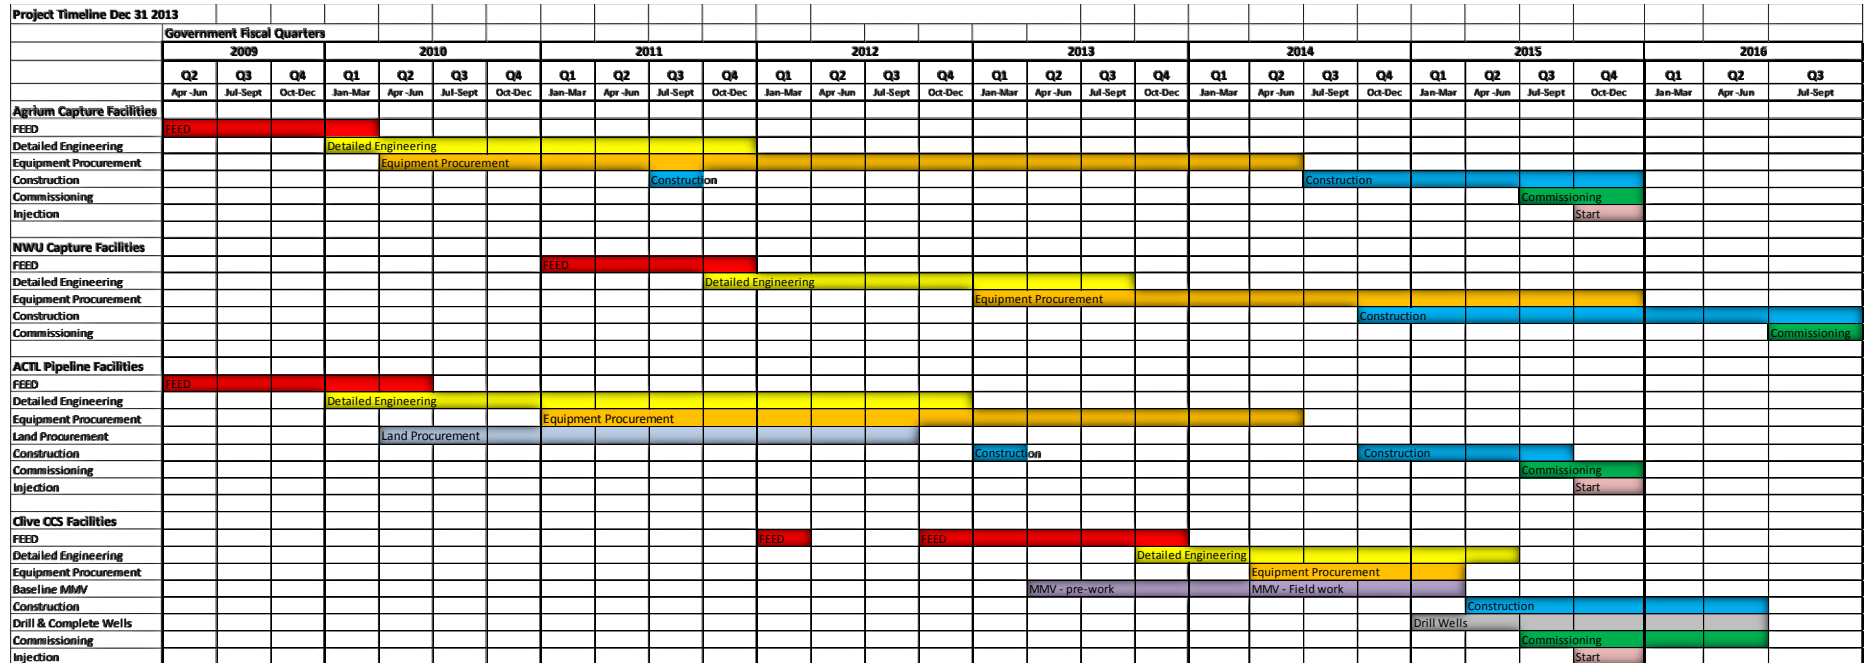 Project Timeline Dec 31 2013
Government Fiscal Quarters
2009 2010 2011 2012 2013 2014 2015 2016
Q2 Q3 Q4 Q1 Q2 Q3 Q4 Q1 Q2 Q3 Q4 Q1 Q2 Q3 Q4 Q1 Q2 Q3 Q4 Q1 Q2 Q3 Q4 Q1 Q2 Q3 Q4 Q1 Q2 Q3
Apr-Jun Jul-Sept Oct-Dec Jan-Mar Apr-Jun Jul-Sept Oct-Dec Jan-Mar Apr-Jun Jul-Sept Oct-Dec Jan-Mar Apr-Jun Jul-Sept Oct-Dec Jan-Mar Apr-Jun Jul-Sept Oct-Dec Jan-Mar Apr-Jun Jul-Sept Oct-Dec Jan-Mar Apr-Jun Jul-Sept Oct-Dec Jan-Mar Apr-Jun Jul-Sept
Agrium Capture Facilities
FEED FEED
Detailed Engineering Detailed Engineering
Equipment Procurement Equipment Procurement
Construction Construction Construction
Commissioning Commissioning
Injection Start
NWU Capture Facilities
FEED FEED
Detailed Engineering Detailed Engineering
Equipment Procurement Equipment Procurement
Construction Construction
Commissioning Commissioning
ACTL Pipeline Facilities
FEED FEED
Detailed Engineering Detailed Engineering
Equipment Procurement Equipment Procurement
Land Procurement Land Procurement
Construction Construction Construction
Commissioning Commissioning
Injection Start
Clive CCS Facilities
FEED FEED FEED
Detailed Engineering Detailed Engineering
Equipment Procurement Equipment Procurement
Baseline MMV MMV - pre-work MMV - Field work
Construction Construction
Drill & Complete Wells Drill Wells
Commissioning Commissioning
Injection Start